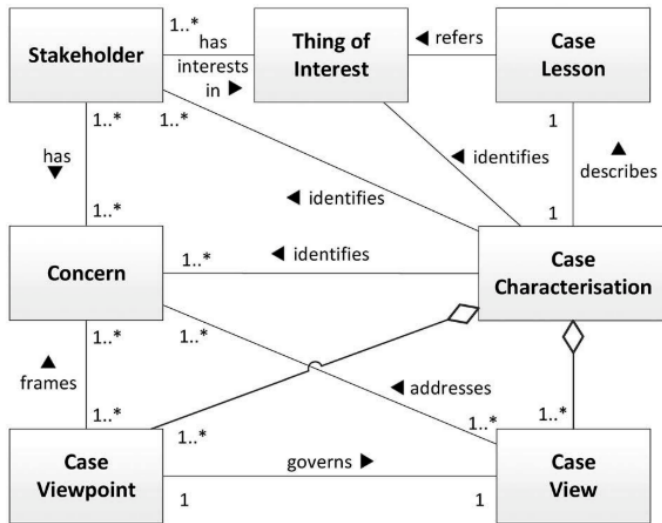 1..*
Stakeholder
has
interests
in ►
Thing of
Interest
◄ refers
Case
Lesson
1..*
1..*
1
has
▼
◄ identifies
▲
describes
◄ identifies
1..*
1
Concern
1..*
◄ identifies
Case
Characterisation
1..*
1..*
▲
frames
◄ addresses
1..*
1..*
1..*
1..*
Case
Viewpoint
governs ►
Case
View
1
1